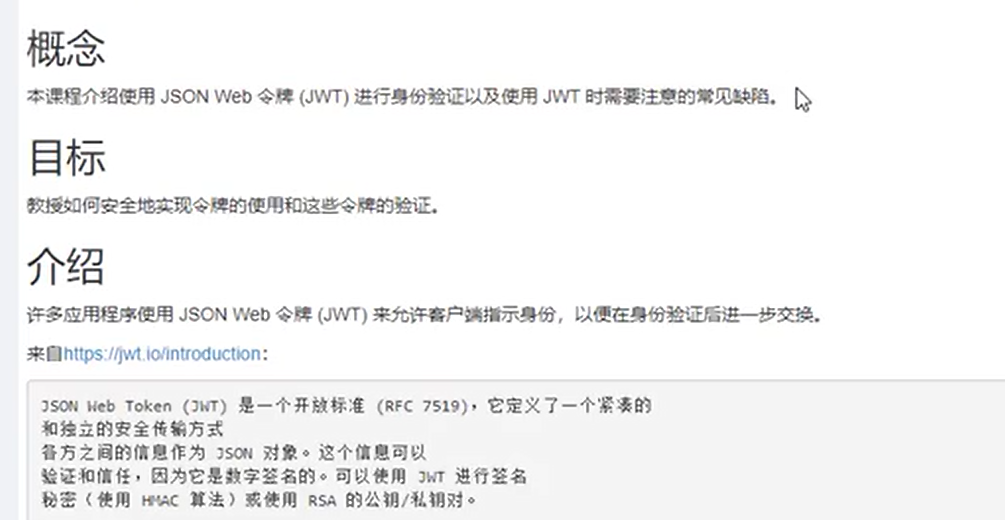 概念
本课程介绍使用 JSON Web 令牌 (JWT) 进行身份验证以及使用 JWT 时需要注意的常见缺陷。
目标
教授如何安全地实现令牌的使用和这些令牌的验证。
介绍
许多应用程序使用 JSON Web 令牌 (JWT) 来允许客户端指示身份，以便在身份验证后进一步交换。
来自https://jwt.io/introduction：
JSON Web Token (JWT) 是一个开放标准 (RFC 7519)，它定义了一个紧凑的
和独立的安全传输方式
各方之间的信息作为 JSON 对象。这个信息可以
验证和信任，因为它是数字签名的。可以使用 JWT 进行签名
秘密（使用 HMAC 算法）或使用 RSA 的公钥/私钥对。